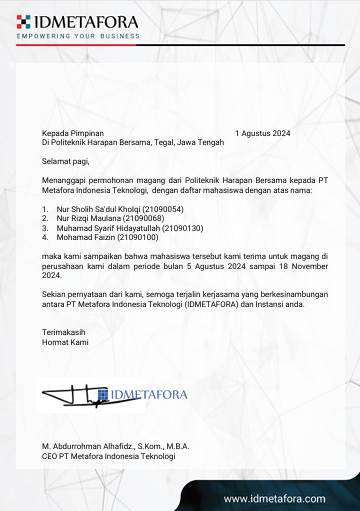 IDMETAFORA
EMPOWERING YOUR BUSINESS
Kepada Pimpinan 1 Agustus 2024
Di Politeknik Harapan Bersama, Tegal, Jawa Tengah
Selamat pagi,
Menanggapi permohonan magang dari Politeknik Harapan Bersama kepada PT
Metafora Indonesia Teknologi, dengan daftar mahasiswa dengan atas nama:
1. Nur Sholih Sa'dul Kholqi (21090054)
2. Nur Rizqi Maulana (21090068)
3. Muhamad Syarif Hidayatullah (21090130)
4. Mohamad Faizin (21090100)
maka kami sampaikan bahwa mahasiswa tersebut kami terima untuk magang di
perusahaan kami dalam periode bulan 5 Agustus 2024 sampai 18 November
2024.
Sekian pernyataan dari kami, semoga terjalin kerjasama yang berkesinambungan
antara PT Metafora Indonesia Teknologi (IDMETAFORA) dan Instansi anda.
Terimakasih
Hormat Kami
IDMETAFORA
M. Abdurrohman Alhafidz., S.Kom., M.B.A.
CEO PT Metafora Indonesia Teknologi
www.idmetafora.com